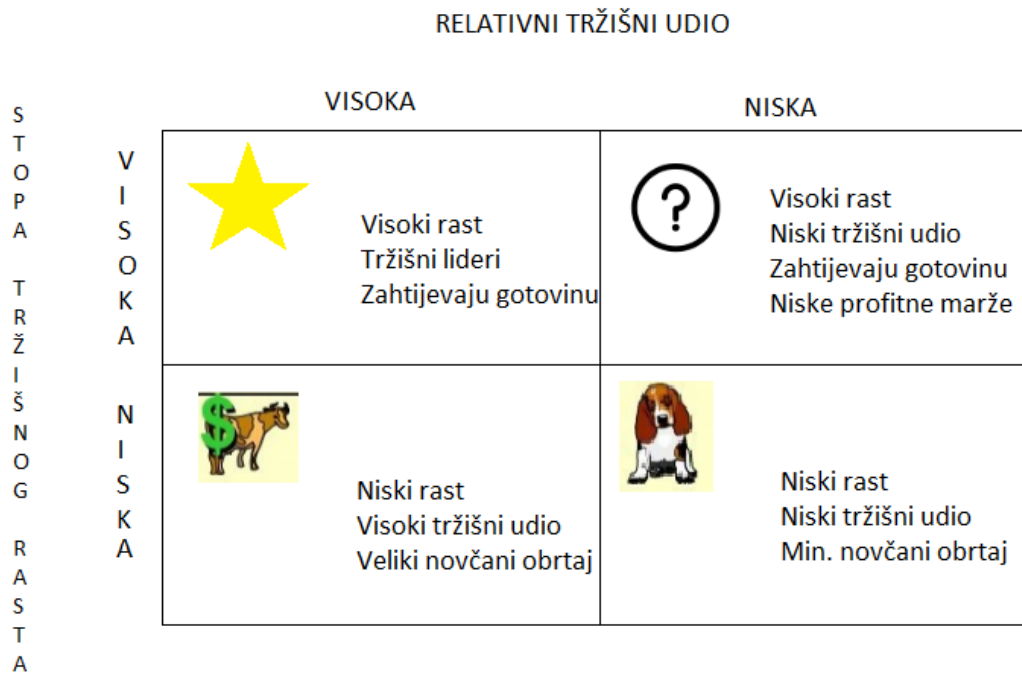 RELATIVNI TRŽIŠNI UDIO
VISOKA
NISKA
STOPA TRŽIŠNOG RASTA
VISOKA
Visoki rast
Tržišni lideri
Zahtijevaju gotovinu
?
Visoki rast
Niski tržišni udio
Zahtijevaju gotovinu
Niske profitne marže
NISKA
$
Niski rast
Visoki tržišni udio
Veliki novčani obrtaj
Niski rast
Niski tržišni udio
Min. novčani obrtaj